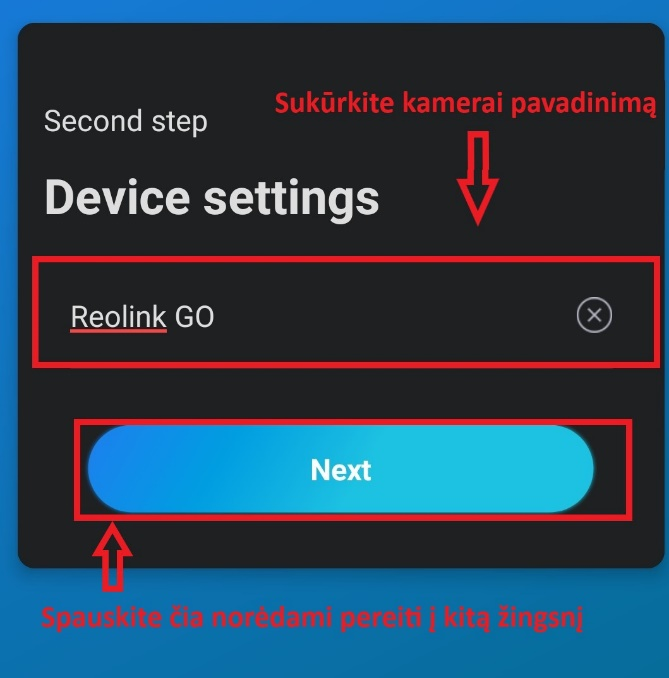 Sukūrkite kamerai pavadinimą
Second step
Device settings
Reolink GO
Next
Spauskite čia norėdami pereiti į kitą žingsnį